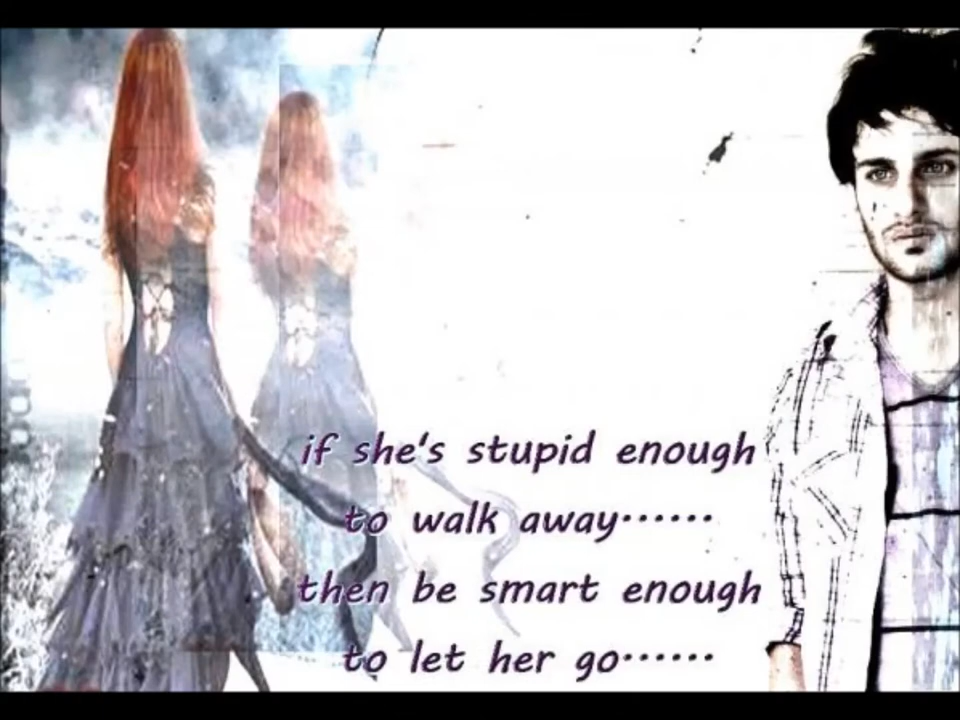 if she's stupid enough
to walk away......
then be smart enough
to let her go......